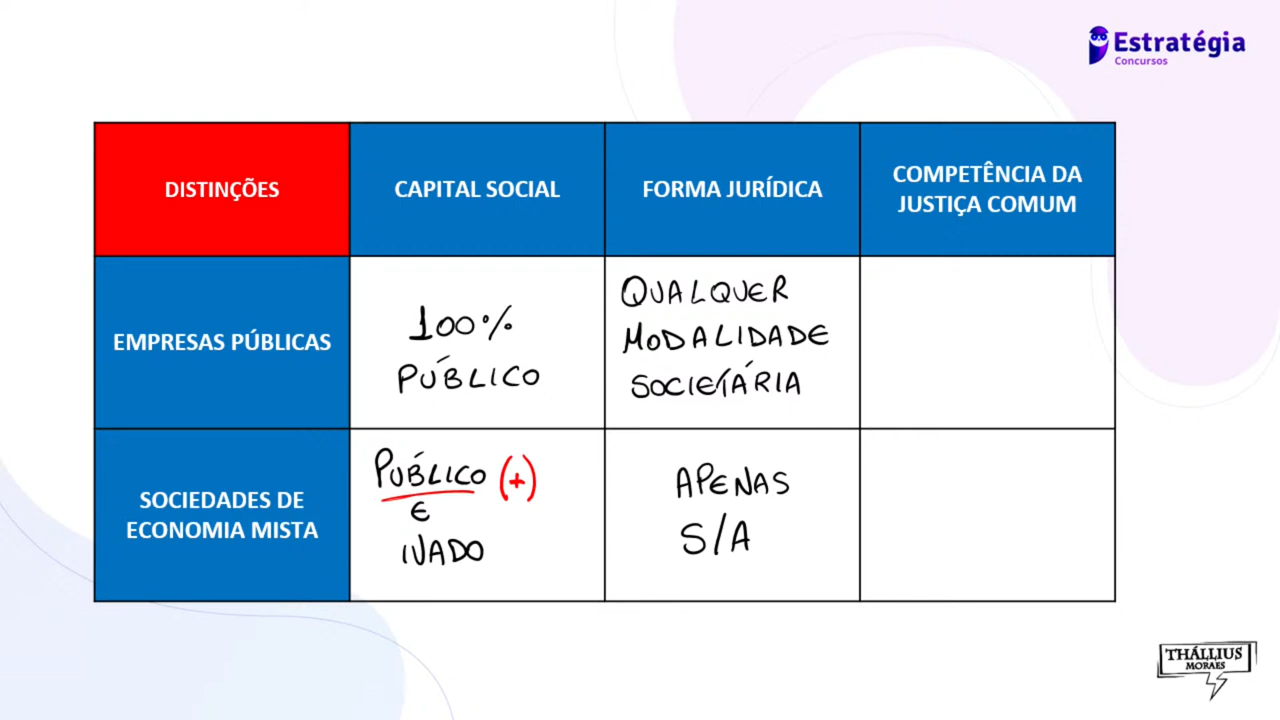 Estratégia
Concursos
DISTINÇÕES
CAPITAL SOCIAL
FORMA JURÍDICA
COMPETÊNCIA DA
JUSTIÇA COMUM
EMPRESAS PÚBLICAS
100%
PÚBLICO
QUALQUER
MODALIDADE
SOCIETÁRIA
SOCIEDADES DE
ECONOMIA MISTA
PÚBLICO (+)
E
IVADO
APENAS
S/A
THÁLLIUS
MORAES